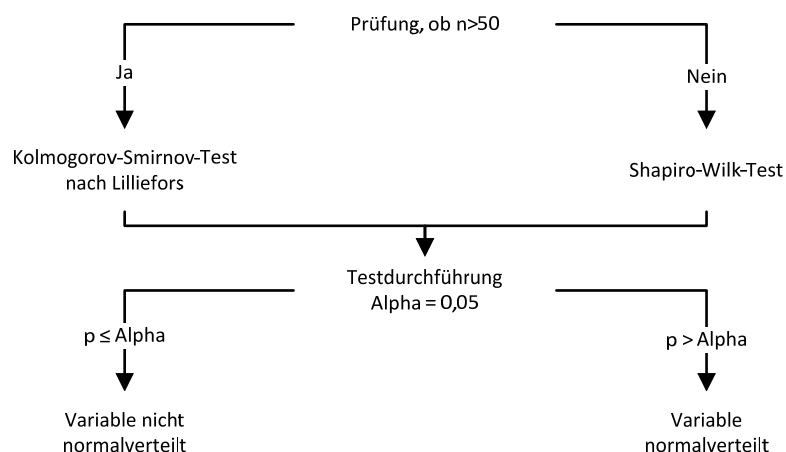 Prüfung, ob n>50
Ja
Nein
Kolmogorov-Smirnov-Test
nach Lilliefors
Shapiro-Wilk-Test
Testdurchführung
Alpha = 0,05
p ≤ Alpha
p > Alpha
Variable nicht
normalverteilt
Variable
normalverteilt